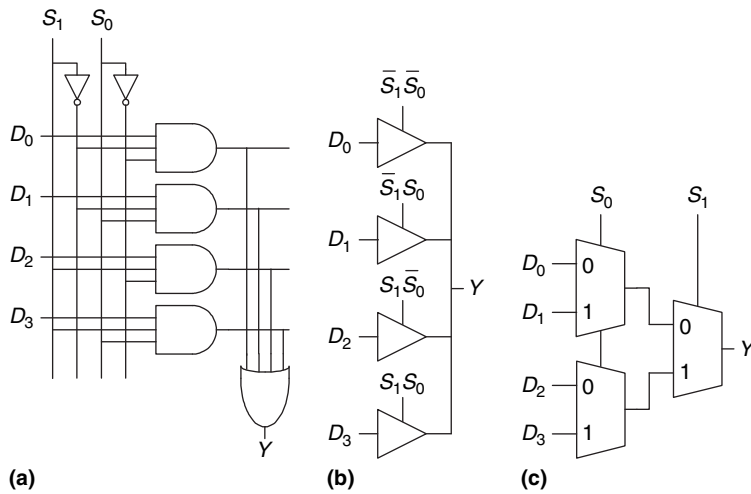 S₁ S₀
D₀
D₁
D₂
D₃
Y
(a)
S̅₁S̅₀
D₀
S̅₁S₀
D₁
S₁S̅₀
D₂
S₁S₀
D₃
Y
(b)
S₀ S₁
D₀ 0
D₁ 1
D₂ 0
D₃ 1
0
1
Y
(c)